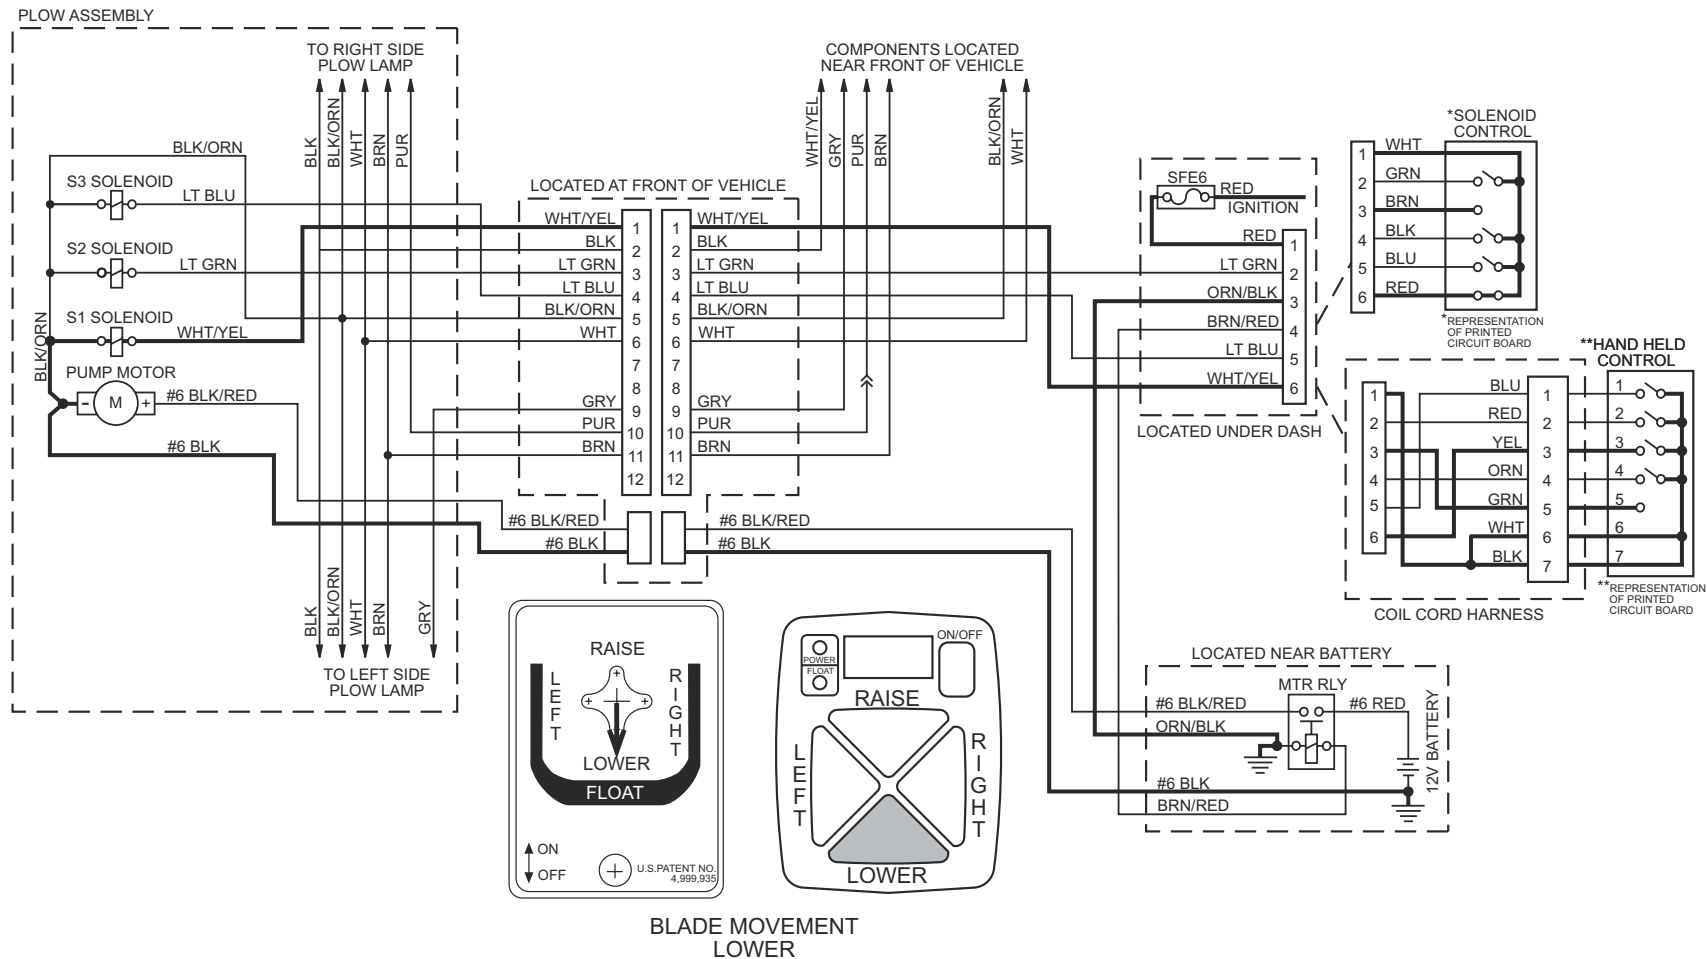 PLOW ASSEMBLY
TO RIGHT SIDE
PLOW LAMP
BLK
BLK/ORN
WHT
BRN
PUR
BLK/ORN
S3 SOLENOID
LT BLU
S2 SOLENOID
LT GRN
S1 SOLENOID
WHT/YEL
BLK/ORN
PUMP MOTOR
-
M
+
#6 BLK/RED
#6 BLK
BLK
BLK/ORN
WHT
BRN
GRY
TO LEFT SIDE
PLOW LAMP
COMPONENTS LOCATED
NEAR FRONT OF VEHICLE
WHT/YEL
GRY
PUR
BRN
BLK/ORN
WHT
LOCATED AT FRONT OF VEHICLE
WHT/YEL 1 1 WHT/YEL
BLK 2 2 BLK
LT GRN 3 3 LT GRN
LT BLU 4 4 LT BLU
BLK/ORN 5 5 BLK/ORN
WHT 6 6 WHT
7 7
8 8
GRY 9 9 GRY
PUR 10 10 PUR
BRN 11 11 BRN
12 12
#6 BLK/RED #6 BLK/RED
#6 BLK #6 BLK
SFE6
RED
IGNITION
RED 1
LT GRN 2
ORN/BLK 3
BRN/RED 4
LT BLU 5
WHT/YEL 6
LOCATED UNDER DASH
*SOLENOID
CONTROL
1 WHT
2 GRN
3 BRN
4 BLK
5 BLU
6 RED
*REPRESENTATION
OF PRINTED
CIRCUIT BOARD
**HAND HELD
CONTROL
1 BLU 1 1
2 RED 2 2
3 YEL 3 3
4 ORN 4 4
5 GRN 5 5
6 WHT 6 6
BLK 7 7
**REPRESENTATION
OF PRINTED
CIRCUIT BOARD
COIL CORD HARNESS
LOCATED NEAR BATTERY
MTR RLY
#6 BLK/RED
#6 RED
ORN/BLK
12V BATTERY
#6 BLK
BRN/RED
RAISE
LEFT
RIGHT
+
+ +
LOWER
FLOAT
ON
OFF
U.S.PATENT NO.
4,999,935
POWER
FLOAT
ON/OFF
RAISE
LEFT
RIGHT
LOWER
BLADE MOVEMENT
LOWER